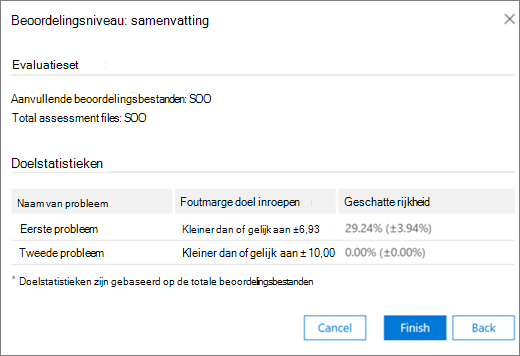 Beoordelingsniveau: samenvatting
Evaluatieset
Aanvullende beoordelingsbestanden: SOO
Total assessment files: SOO
Doelstatistieken
Naam van probleem Foutmarge doel inroepen Geschatte rijkheid
Eerste probleem Kleiner dan of gelijk aan ±6,93 29.24% (±3.94%)
Tweede probleem Kleiner dan of gelijk aan ± 10,00 0.00% (±0.00%)
* Doelstatistieken zijn gebaseerd op de totale beoordelingsbestanden
Cancel Finish Back